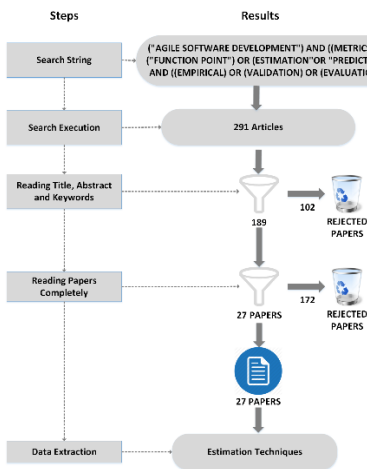 Steps
Results
Search String
("AGILE SOFTWARE DEVELOPMENT") AND ((METRIC
("FUNCTION POINT") OR (ESTIMATION"OR "PREDICT
AND ((EMPIRICAL) OR (VALIDATION) OR (EVALUATIO
Search Execution
291 Articles
Reading Title, Abstract
and Keywords
102
189
REJECTED
PAPERS
Reading Papers
Completely
172
27 PAPERS
REJECTED
PAPERS
27 PAPERS
Data Extraction
Estimation Techniques